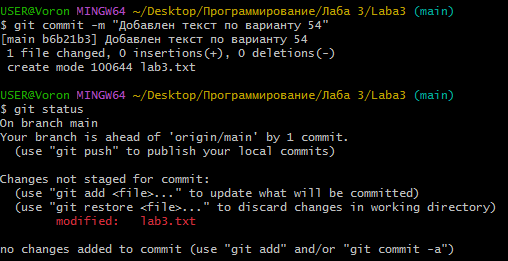 USER@Voron MINGW64 ~/Desktop/Программирование/Лаба 3/Laba3 (main)
$ git commit -m "Добавлен текст по варианту 54"
[main b6b21b3] Добавлен текст по варианту 54
 1 file changed, 0 insertions(+), 0 deletions(-)
 create mode 100644 lab3.txt

USER@Voron MINGW64 ~/Desktop/Программирование/Лаба 3/Laba3 (main)
$ git status
On branch main
Your branch is ahead of 'origin/main' by 1 commit.
  (use "git push" to publish your local commits)

Changes not staged for commit:
  (use "git add <file>..." to update what will be committed)
  (use "git restore <file>..." to discard changes in working directory)
        modified:   lab3.txt

no changes added to commit (use "git add" and/or "git commit -a")